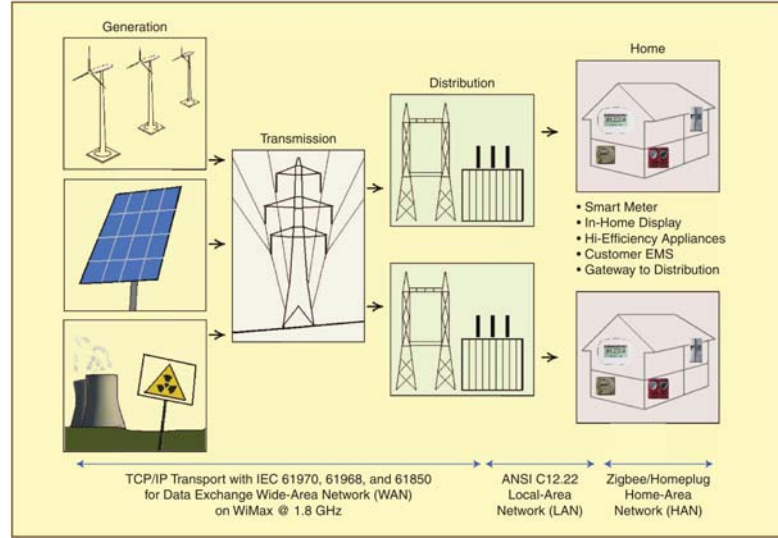 Generation
Transmission
Distribution
Home
• Smart Meter
• In-Home Display
• Hi-Efficiency Appliances
• Customer EMS
• Gateway to Distribution
TCP/IP Transport with IEC 61970, 61968, and 61850
for Data Exchange Wide-Area Network (WAN)
on WiMax @ 1.8 GHz
ANSI C12.22
Local-Area
Network (LAN)
Zigbee/Homeplug
Home-Area
Network (HAN)